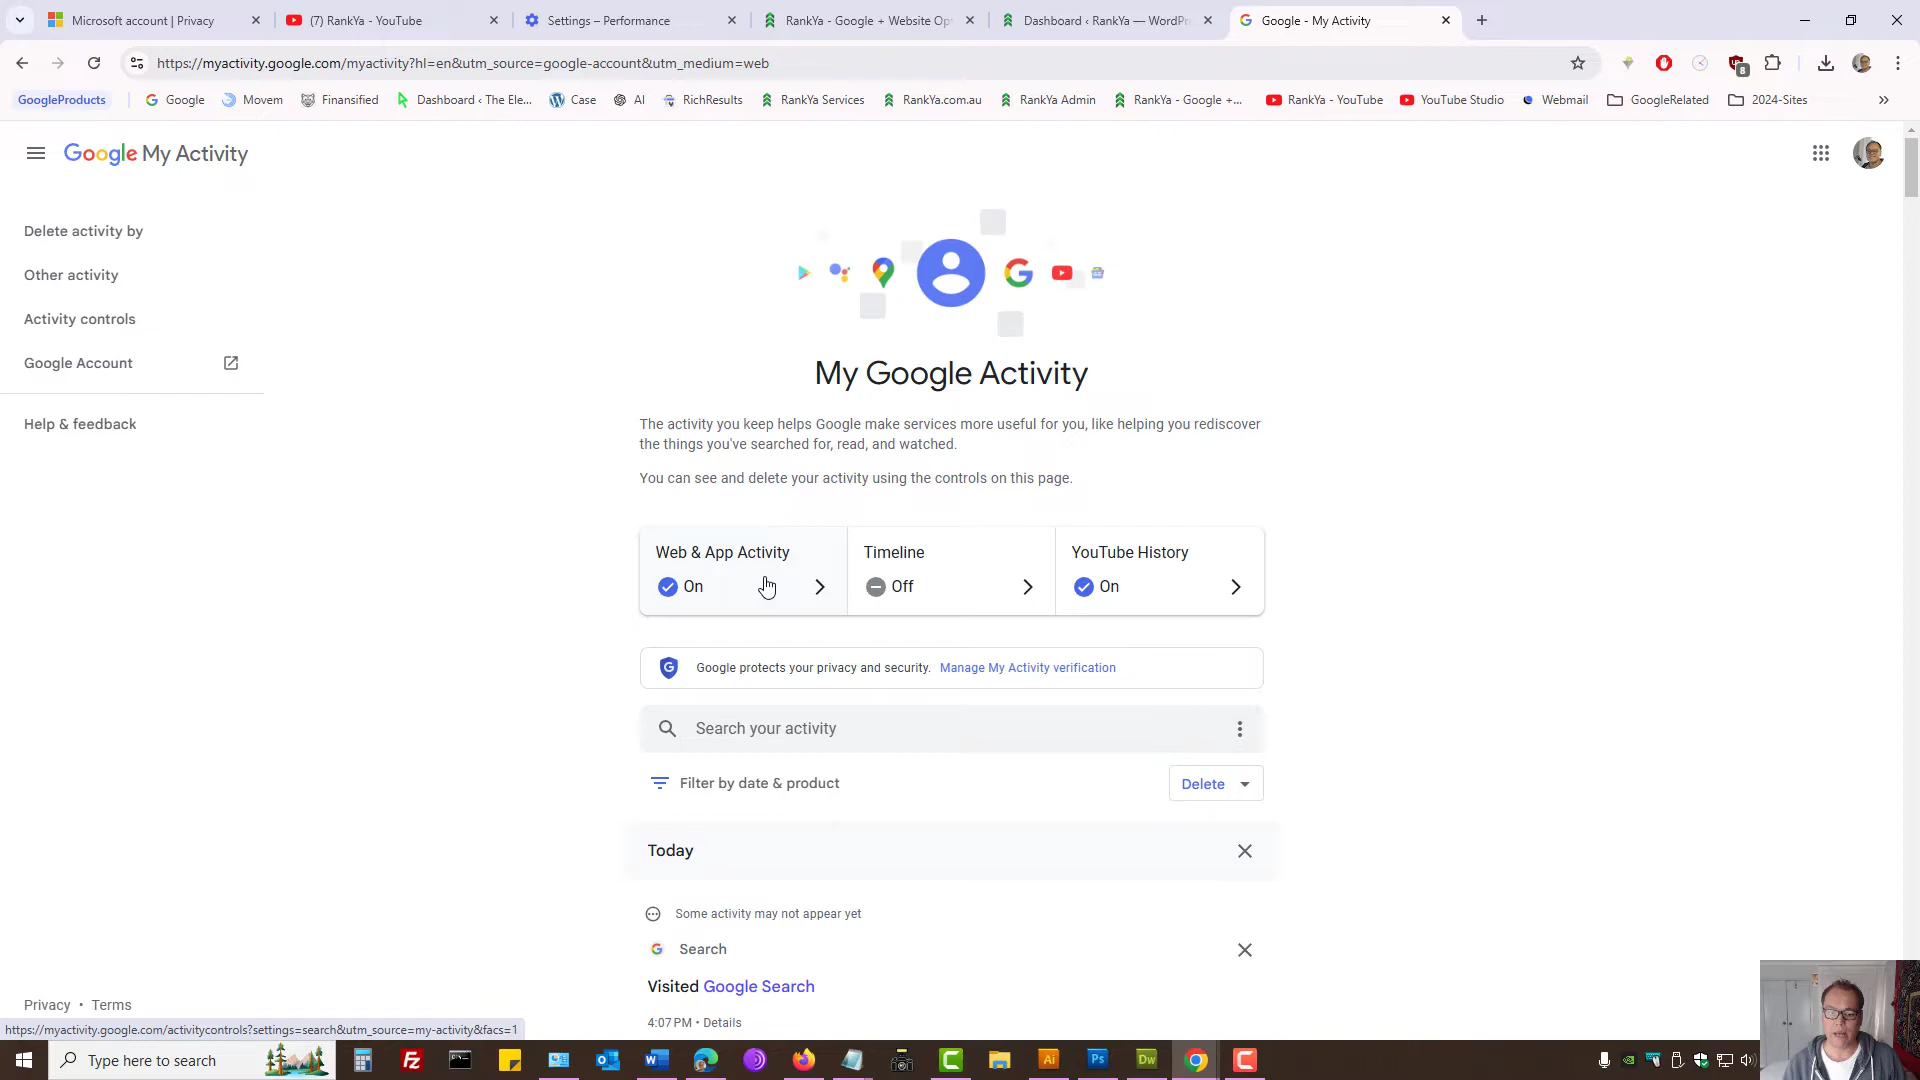 Microsoft account | Privacy
(7) RankYa - YouTube
Settings – Performance
RankYa - Google + Website Op
Dashboard ‹ RankYa — WordPr
Google - My Activity
https://myactivity.google.com/myactivity?hl=en&utm_source=google-account&utm_medium=web
8
GoogleProducts
Google
Movem
Finansified
Dashboard ‹ The Ele...
Case
AI
RichResults
RankYa Services
RankYa.com.au
RankYa Admin
RankYa - Google +...
RankYa - YouTube
YouTube Studio
Webmail
GoogleRelated
2024-Sites
Google My Activity
Delete activity by
Other activity
Activity controls
Google Account
Help & feedback
My Google Activity
The activity you keep helps Google make services more useful for you, like helping you rediscover
the things you've searched for, read, and watched.
You can see and delete your activity using the controls on this page.
Web & App Activity
On
Timeline
Off
YouTube History
On
Google protects your privacy and security. Manage My Activity verification
Search your activity
Filter by date & product
Delete
Today
Some activity may not appear yet
Search
Visited Google Search
4:07 PM • Details
Privacy • Terms
https://myactivity.google.com/activitycontrols?settings=search&utm_source=my-activity&facs=1
Type here to search